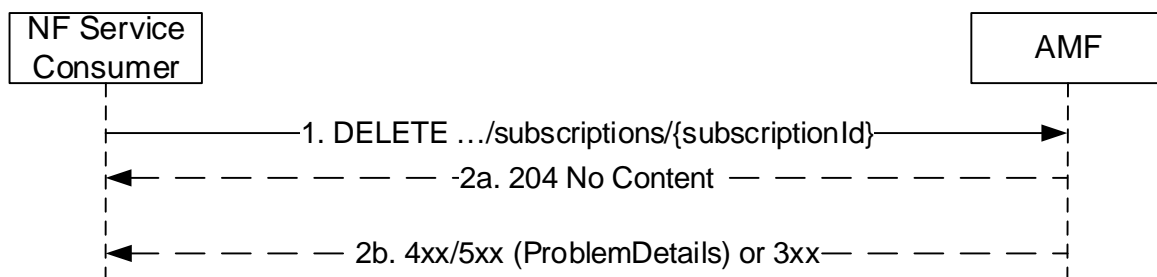 NF Service
Consumer
AMF
1. DELETE …/subscriptions/{subscriptionId}
2a. 204 No Content
2b. 4xx/5xx (ProblemDetails) or 3xx